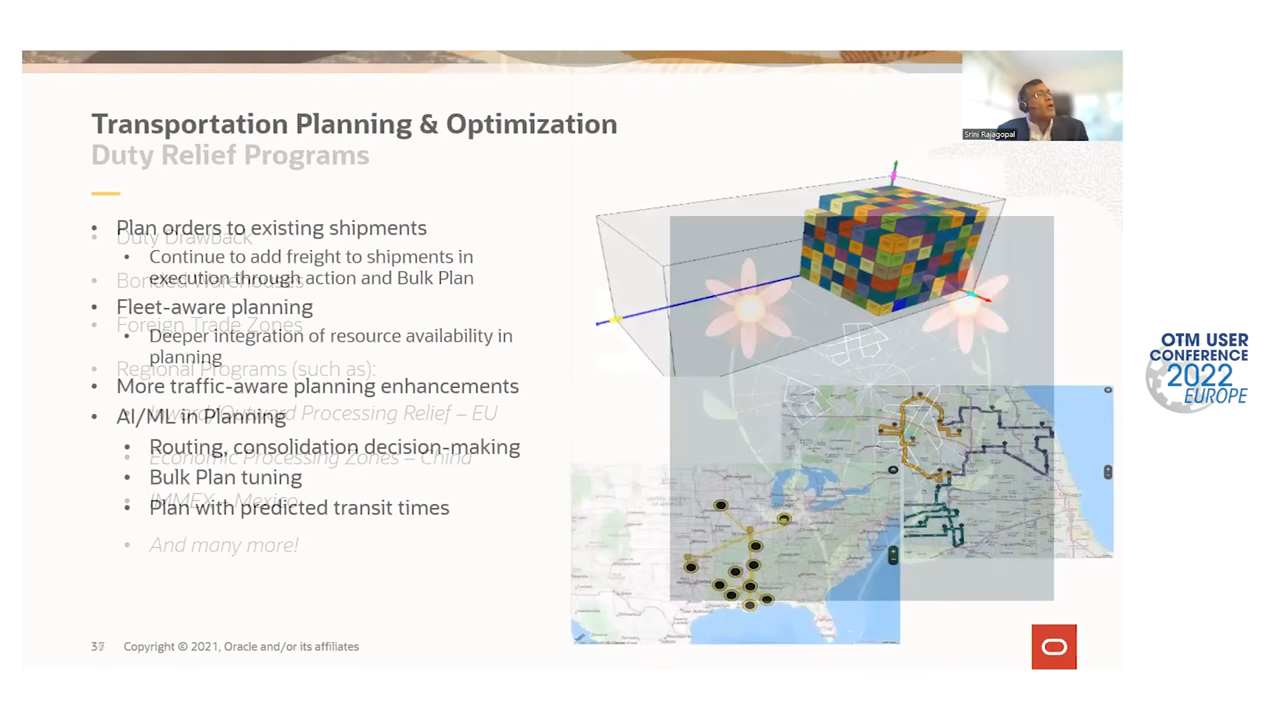 Srini Rajagopal
Transportation Planning & Optimization
Duty Relief Programs
• Plan orders to existing shipments
• Duty Drawback
• Continue to add freight to shipments in
execution through action and Bulk Plan
• Bonded Warehouses
• Fleet-aware planning
• Foreign Trade Zones
• Deeper integration of resource availability in
planning
• Regional Programs (such as):
• More traffic-aware planning enhancements
• AI/ML in Planning
• Inward/Outward Processing Relief – EU
• Routing, consolidation decision-making
• Economic Processing Zones – China
• Bulk Plan tuning
• IMMEX – Mexico
• Plan with predicted transit times
• And many more!
Copyright © 2021, Oracle and/or its affiliates
OTM USER
CONFERENCE
2022
EUROPE